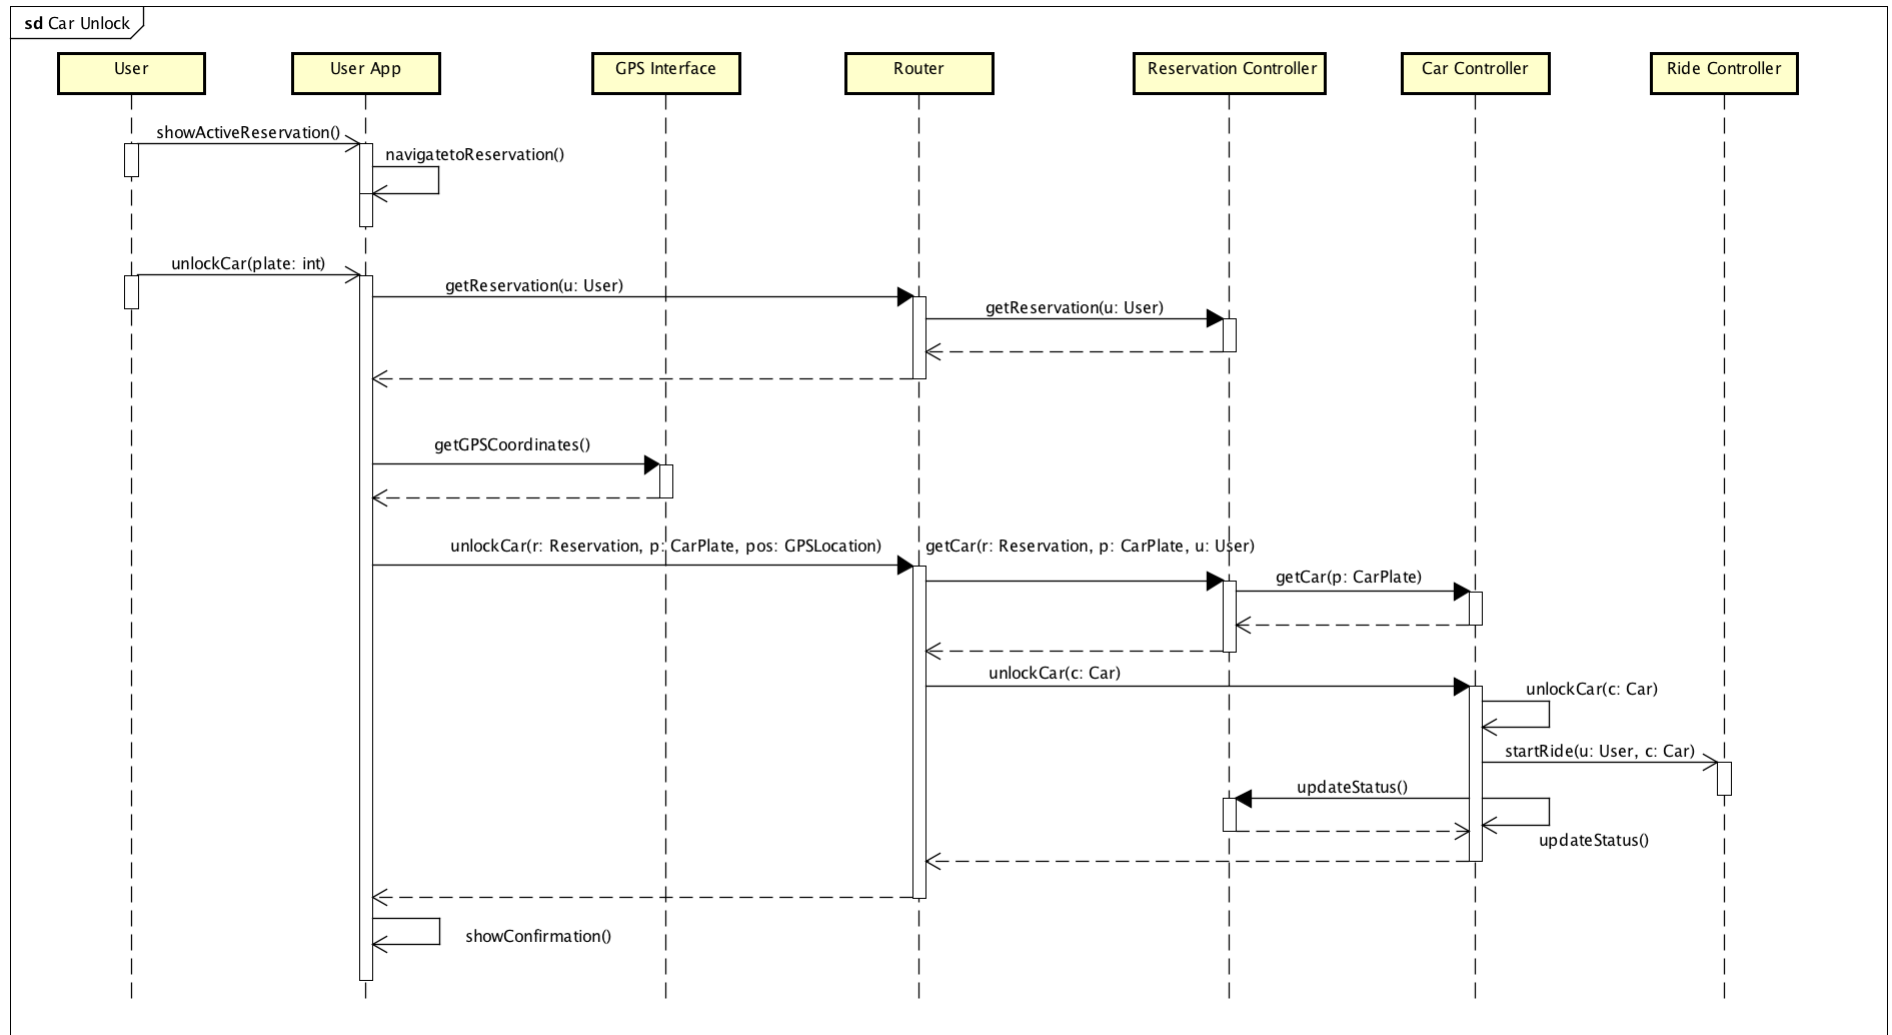 sd Car Unlock
User
User App
GPS Interface
Router
Reservation Controller
Car Controller
Ride Controller
showActiveReservation()
navigatetoReservation()
unlockCar(plate: int)
getReservation(u: User)
getReservation(u: User)
getGPSCoordinates()
unlockCar(r: Reservation, p: CarPlate, pos: GPSLocation)
getCar(r: Reservation, p: CarPlate, u: User)
getCar(p: CarPlate)
unlockCar(c: Car)
unlockCar(c: Car)
startRide(u: User, c: Car)
updateStatus()
updateStatus()
showConfirmation()